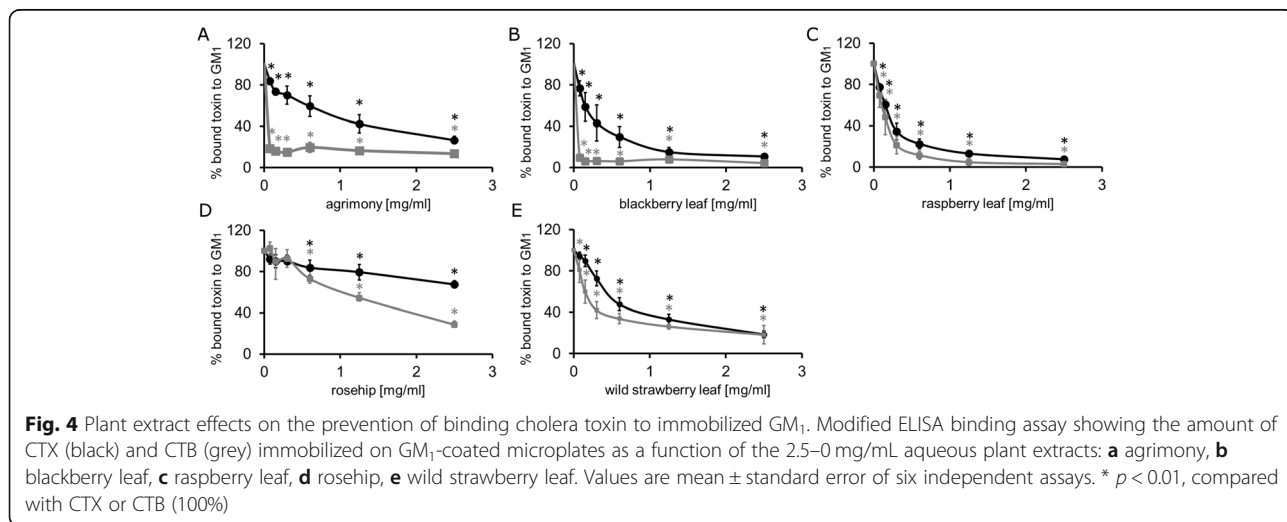 A
B
C
% bound toxin to GM₁
120
80
40
0
0
1
2
3
agrimony [mg/ml]
% bound toxin to GM₁
120
80
40
0
0
1
2
3
blackberry leaf [mg/ml]
% bound toxin to GM₁
120
80
40
0
0
1
2
3
raspberry leaf [mg/ml]
D
E
% bound toxin to GM₁
120
80
40
0
0
1
2
3
rosehip [mg/ml]
% bound toxin to GM₁
120
80
40
0
0
1
2
3
wild strawberry leaf [mg/ml]
Fig. 4 Plant extract effects on the prevention of binding cholera toxin to immobilized GM₁. Modified ELISA binding assay showing the amount of
CTX (black) and CTB (grey) immobilized on GM₁-coated microplates as a function of the 2.5–0 mg/mL aqueous plant extracts: a agrimony, b
blackberry leaf, c raspberry leaf, d rosehip, e wild strawberry leaf. Values are mean ± standard error of six independent assays. * p < 0.01, compared
with CTX or CTB (100%)